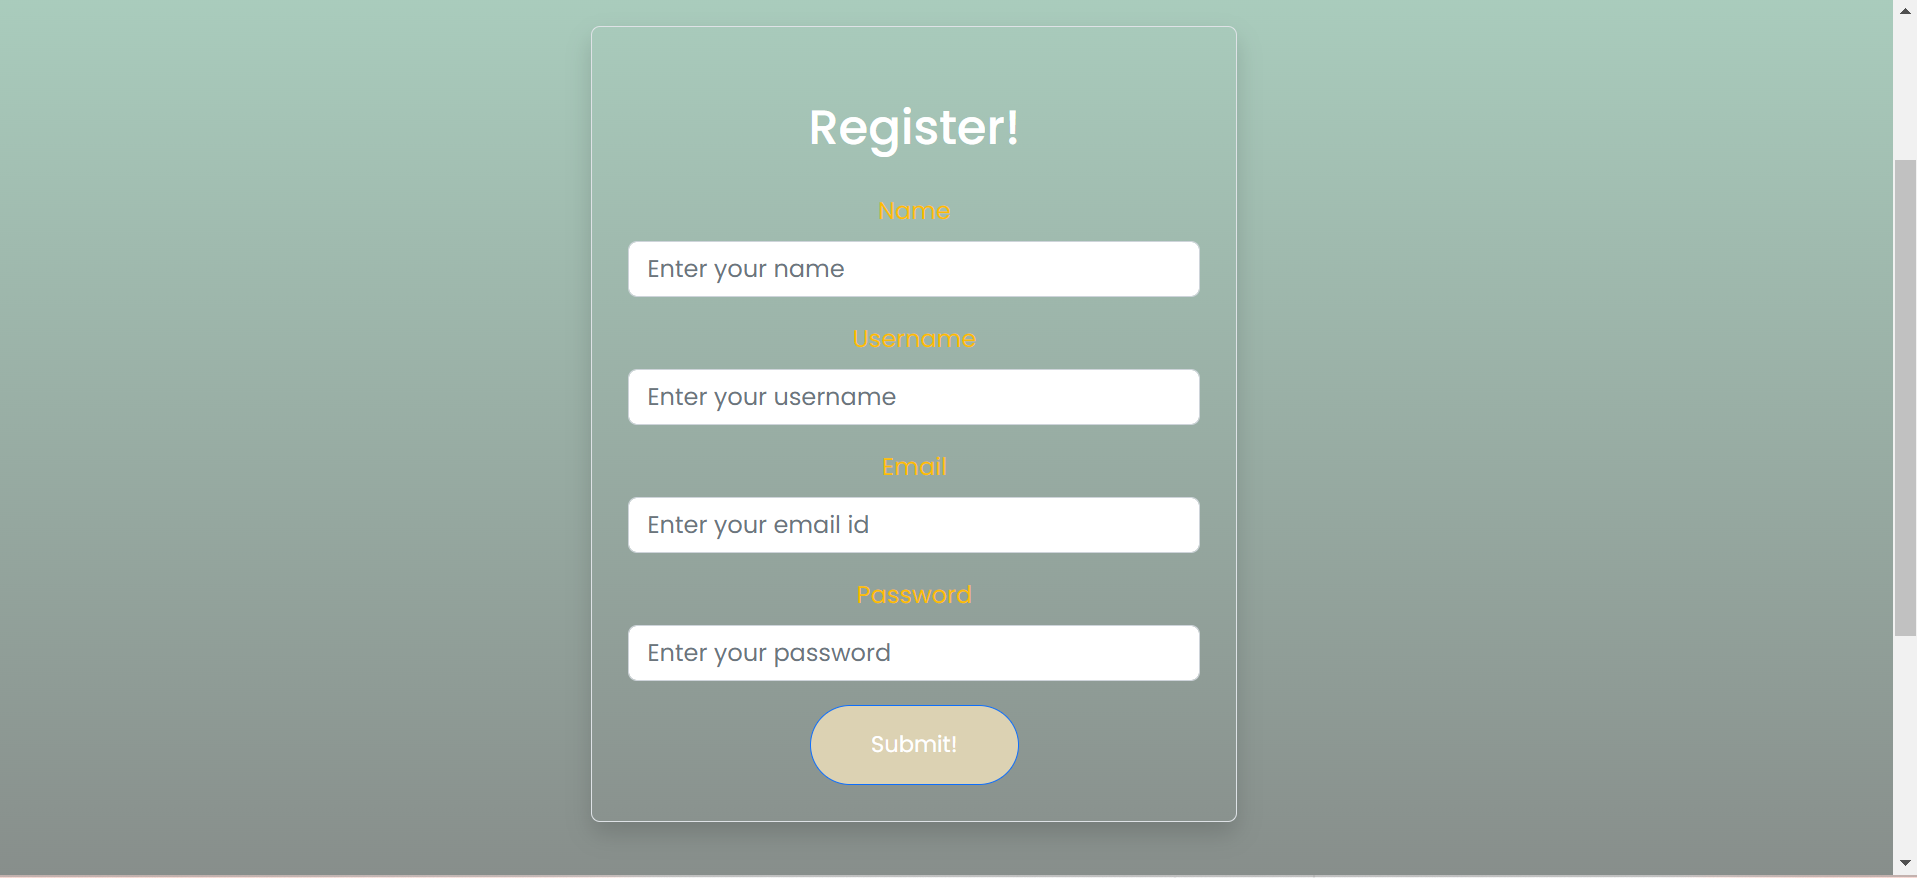 Register!
Name
Enter your name
Username
Enter your username
Email
Enter your email id
Password
Enter your password
Submit!